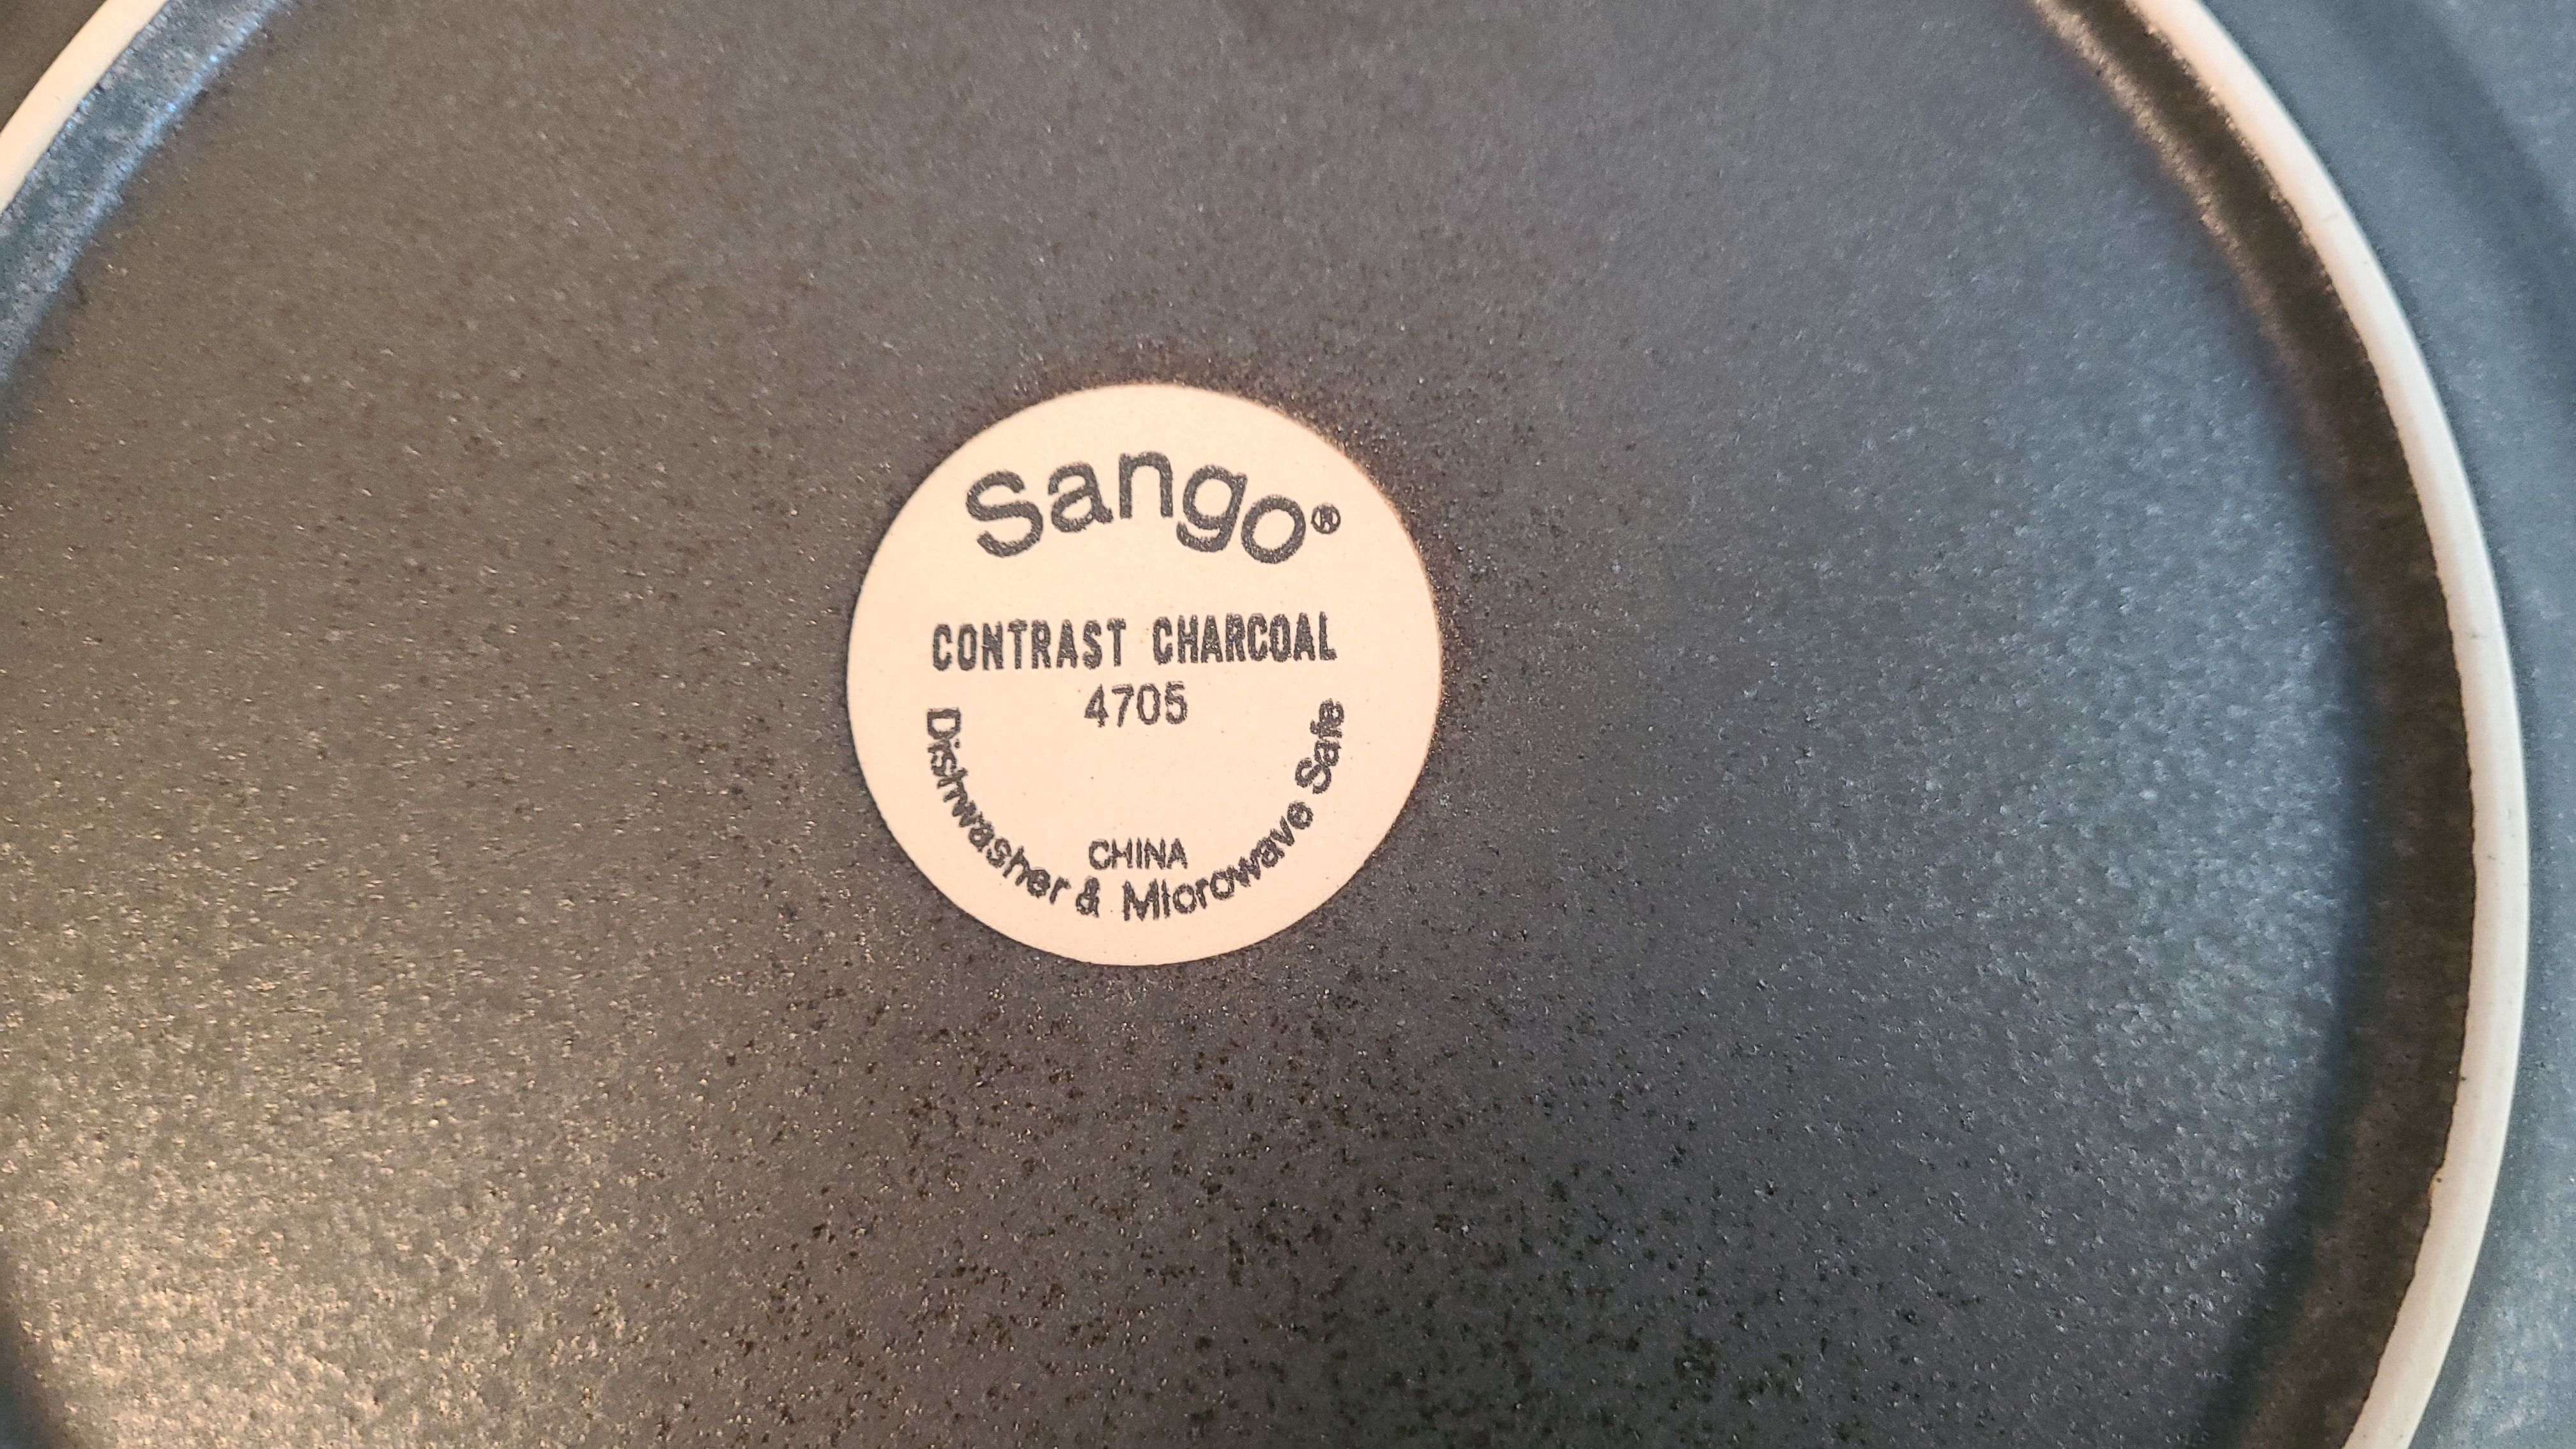 Sango®
CONTRAST CHARCOAL
4705
CHINA
Dishwasher & Microwave Safe